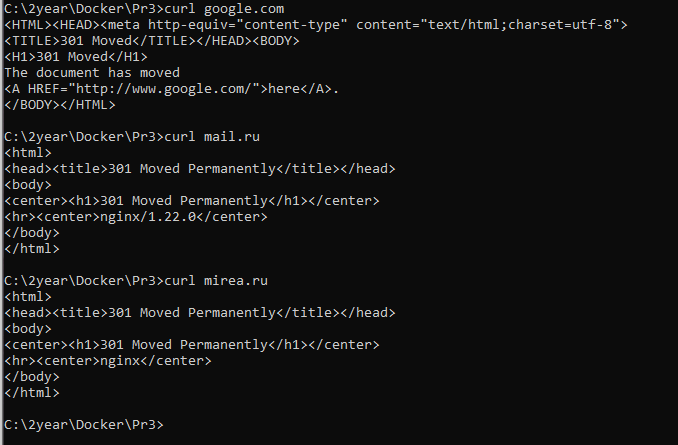 C:\2year\Docker\Pr3>curl google.com
<HTML><HEAD><meta http-equiv="content-type" content="text/html;charset=utf-8">
<TITLE>301 Moved</TITLE></HEAD><BODY>
<H1>301 Moved</H1>
The document has moved
<A HREF="http://www.google.com/">here</A>.
</BODY></HTML>
C:\2year\Docker\Pr3>curl mail.ru
<html>
<head><title>301 Moved Permanently</title></head>
<body>
<center><h1>301 Moved Permanently</h1></center>
<hr><center>nginx/1.22.0</center>
</body>
</html>
C:\2year\Docker\Pr3>curl mirea.ru
<html>
<head><title>301 Moved Permanently</title></head>
<body>
<center><h1>301 Moved Permanently</h1></center>
<hr><center>nginx</center>
</body>
</html>
C:\2year\Docker\Pr3>